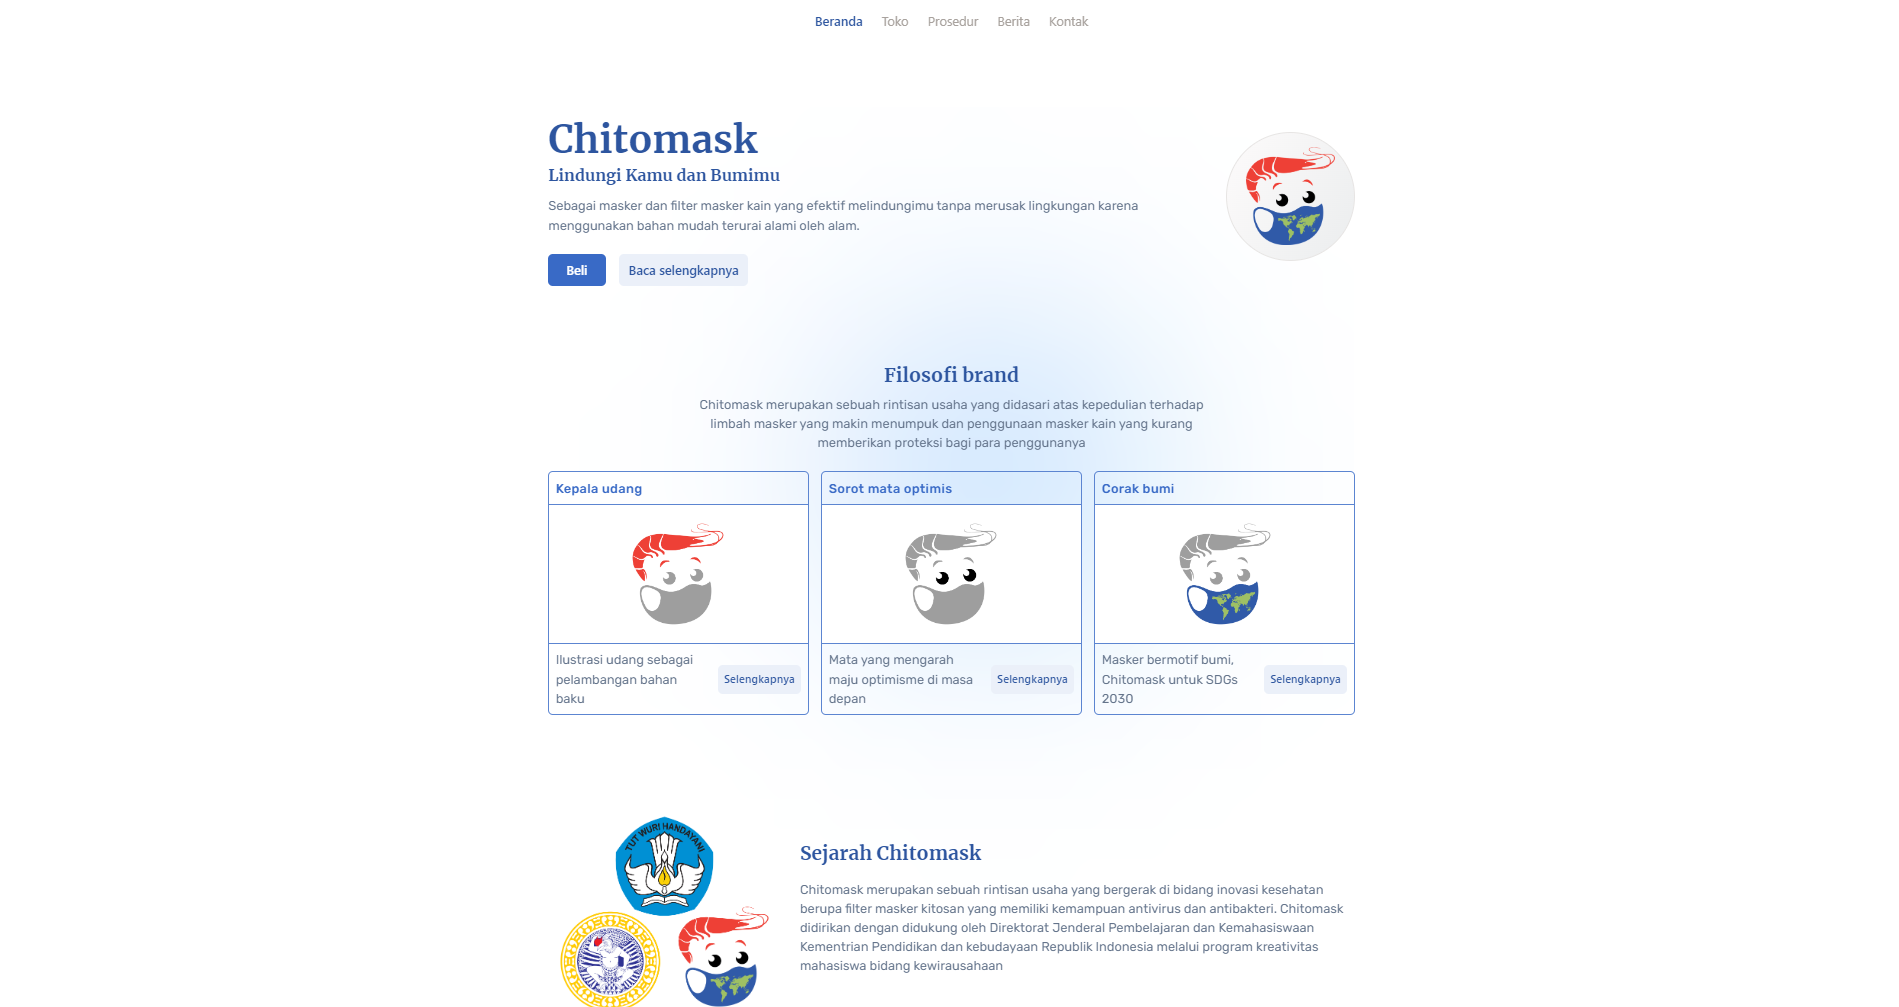 Beranda Toko Prosedur Berita Kontak
Chitomask
Lindungi Kamu dan Bumimu
Sebagai masker dan filter masker kain yang efektif melindungimu tanpa merusak lingkungan karena
menggunakan bahan mudah terurai alami oleh alam.
Beli Baca selengkapnya
Filosofi brand
Chitomask merupakan sebuah rintisan usaha yang didasari atas kepedulian terhadap
limbah masker yang makin menumpuk dan penggunaan masker kain yang kurang
memberikan proteksi bagi para penggunanya
Kepala udang
Ilustrasi udang sebagai
pelambangan bahan
baku
Selengkapnya
Sorot mata optimis
Mata yang mengarah
maju optimisme di masa
depan
Selengkapnya
Corak bumi
Masker bermotif bumi,
Chitomask untuk SDGs
2030
Selengkapnya
TUT WURI HANDAYANI
Sejarah Chitomask
Chitomask merupakan sebuah rintisan usaha yang bergerak di bidang inovasi kesehatan
berupa filter masker kitosan yang memiliki kemampuan antivirus dan antibakteri. Chitomask
didirikan dengan didukung oleh Direktorat Jenderal Pembelajaran dan Kemahasiswaan
Kementrian Pendidikan dan kebudayaan Republik Indonesia melalui program kreativitas
mahasiswa bidang kewirausahaan